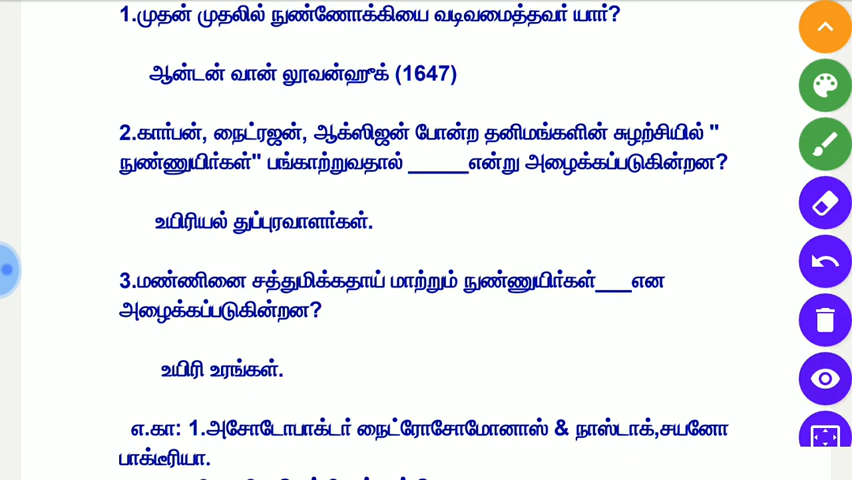 1.முதன் முதலில் நுண்ணோக்கியை வடிவமைத்தவர் யார்?
ஆன்டன் வான் லூவன்ஹூக் (1647)
2.கார்பன், நைட்ரஜன், ஆக்ஸிஜன் போன்ற தனிமங்களின் சுழற்சியில் "
நுண்ணுயிர்கள்" பங்காற்றுவதால் _____என்று அழைக்கப்படுகின்றன?
உயிரியல் துப்புரவாளர்கள்.
3.மண்ணினை சத்துமிக்கதாய் மாற்றும் நுண்ணுயிர்கள்___என
அழைக்கப்படுகின்றன?
உயிரி உரங்கள்.
எ.கா: 1.அசோடோபாக்டர் நைட்ரோசோமோனாஸ் & நாஸ்டாக்,சயனோ
பாக்டீரியா.